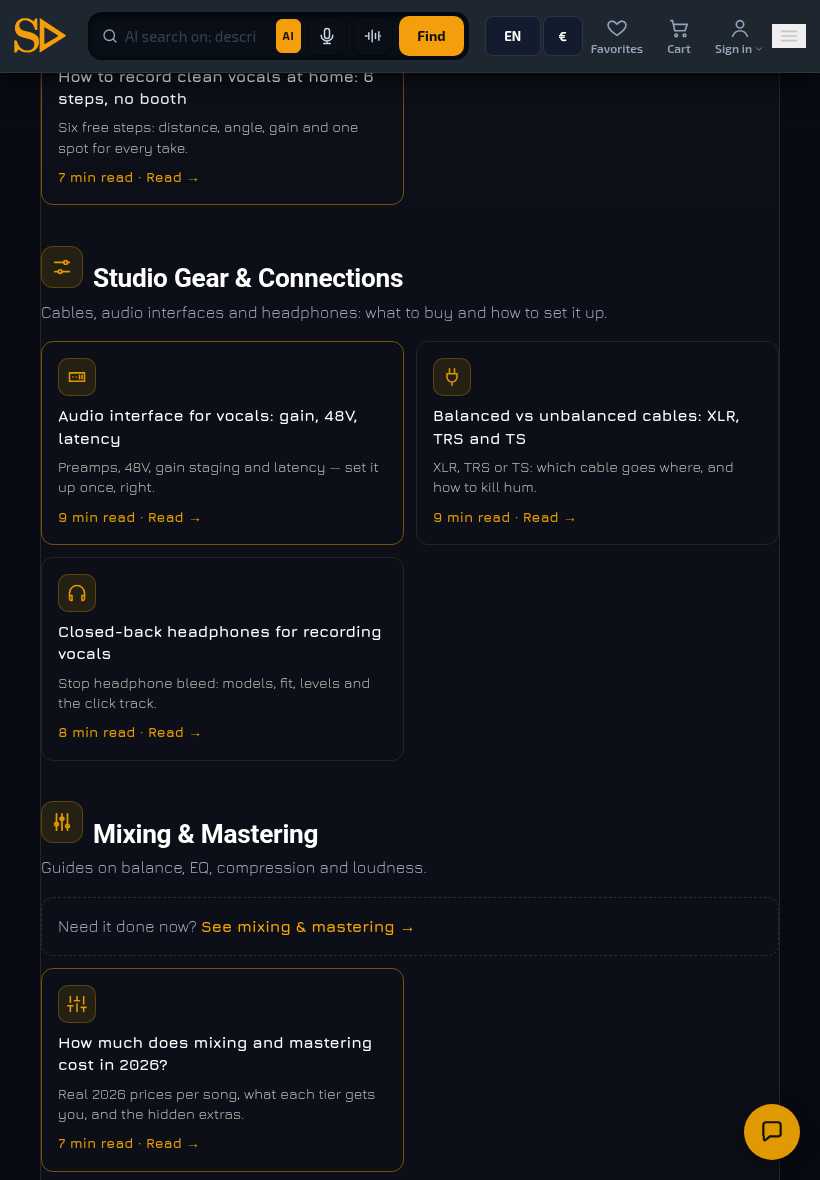 AI search on: descri
AI
Find
EN
€
Favorites
Cart
Sign in
How to record clean vocals at home: 6
steps, no booth
Six free steps: distance, angle, gain and one
spot for every take.
7 min read · Read →
Studio Gear & Connections
Cables, audio interfaces and headphones: what to buy and how to set it up.
Audio interface for vocals: gain, 48V,
latency
Preamps, 48V, gain staging and latency — set it
up once, right.
9 min read · Read →
Balanced vs unbalanced cables: XLR,
TRS and TS
XLR, TRS or TS: which cable goes where, and
how to kill hum.
9 min read · Read →
Closed-back headphones for recording
vocals
Stop headphone bleed: models, fit, levels and
the click track.
8 min read · Read →
Mixing & Mastering
Guides on balance, EQ, compression and loudness.
Need it done now? See mixing & mastering →
How much does mixing and mastering
cost in 2026?
Real 2026 prices per song, what each tier gets
you, and the hidden extras.
7 min read · Read →